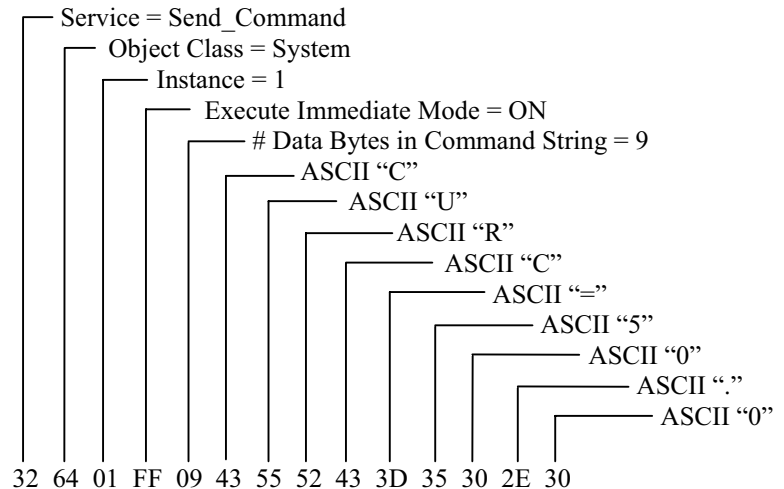 Service = Send_Command
Object Class = System
Instance = 1
Execute Immediate Mode = ON
# Data Bytes in Command String = 9
ASCII “C”
ASCII “U”
ASCII “R”
ASCII “C”
ASCII “=”
ASCII “5”
ASCII “0”
ASCII “.”
ASCII “0”
32 64 01 FF 09 43 55 52 43 3D 35 30 2E 30